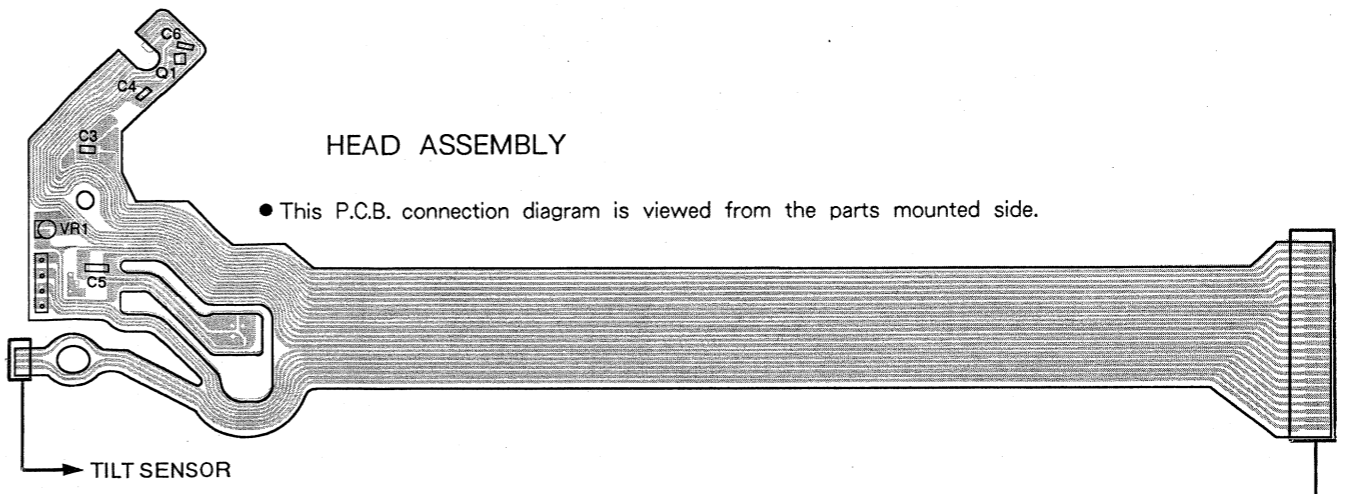 C6
Q1
C4
C3
HEAD ASSEMBLY
● This P.C.B. connection diagram is viewed from the parts mounted side.
VR1
C5
TILT SENSOR